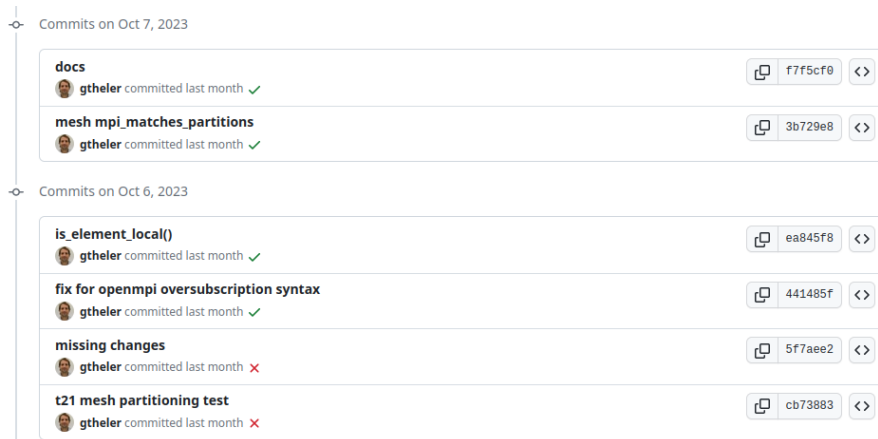 Commits on Oct 7, 2023
docs
f7f5cf0
gtheler committed last month
mesh mpi_matches_partitions
3b729e8
gtheler committed last month
Commits on Oct 6, 2023
is_element_local()
ea845f8
gtheler committed last month
fix for openmpi oversubscription syntax
441485f
gtheler committed last month
missing changes
5f7aee2
gtheler committed last month
t21 mesh partitioning test
cb73883
gtheler committed last month